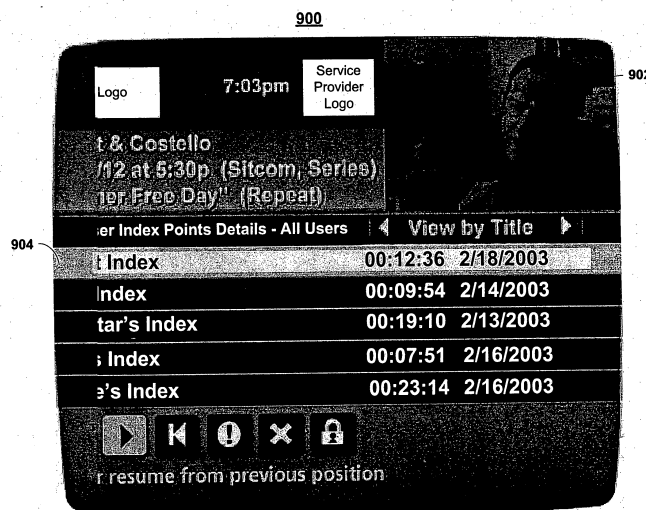 900
902
Logo
7:03pm
Service
Provider
Logo
t & Costello
/12 at 5:30p (Sitcom, Series)
ner Free Day" (Repeat)
904
ser Index Points Details - All Users
View by Title
t Index 00:12:36 2/18/2003
Index 00:09:54 2/14/2003
tar's Index 00:19:10 2/13/2003
s Index 00:07:51 2/16/2003
e's Index 00:23:14 2/16/2003
r resume from previous position